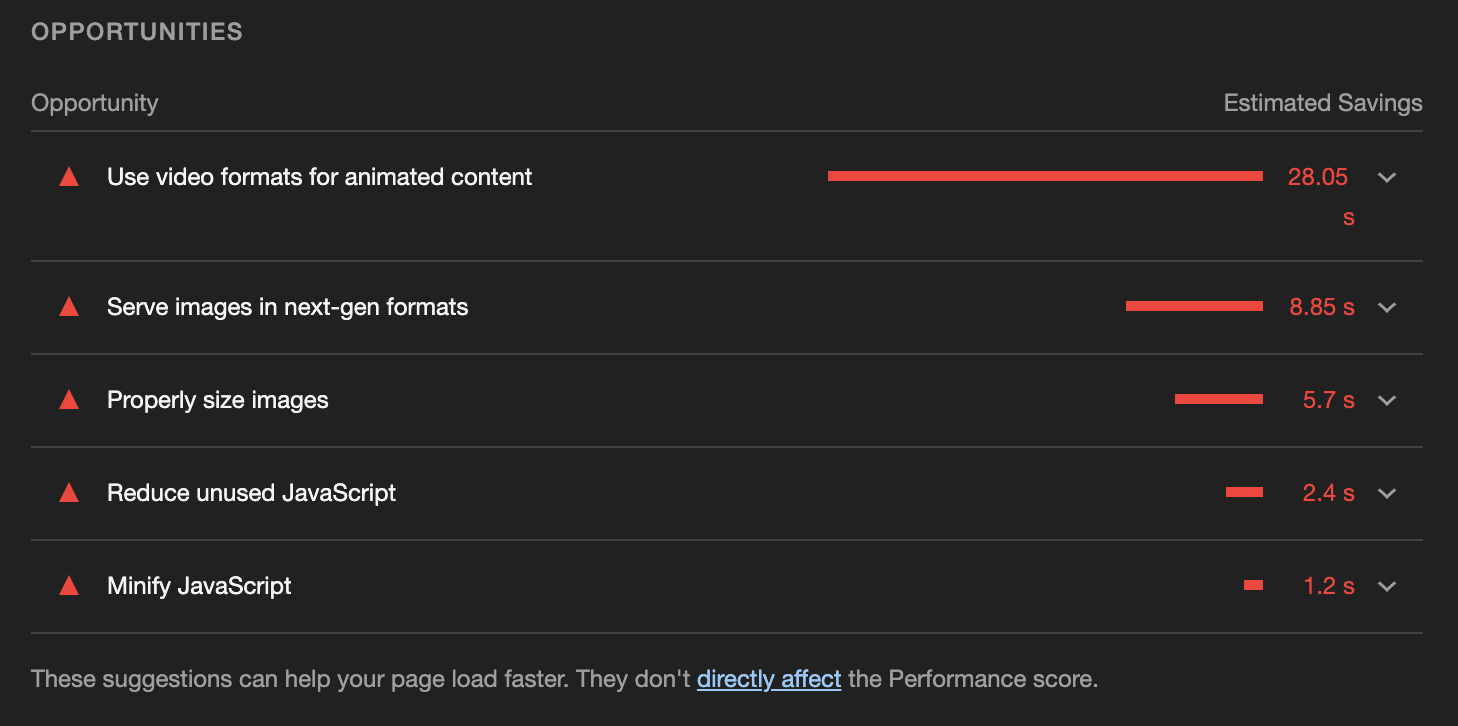 OPPORTUNITIES
Opportunity Estimated Savings
Use video formats for animated content 28.05
s
Serve images in next-gen formats 8.85 s
Properly size images 5.7 s
Reduce unused JavaScript 2.4 s
Minify JavaScript 1.2 s
These suggestions can help your page load faster. They don't directly affect the Performance score.